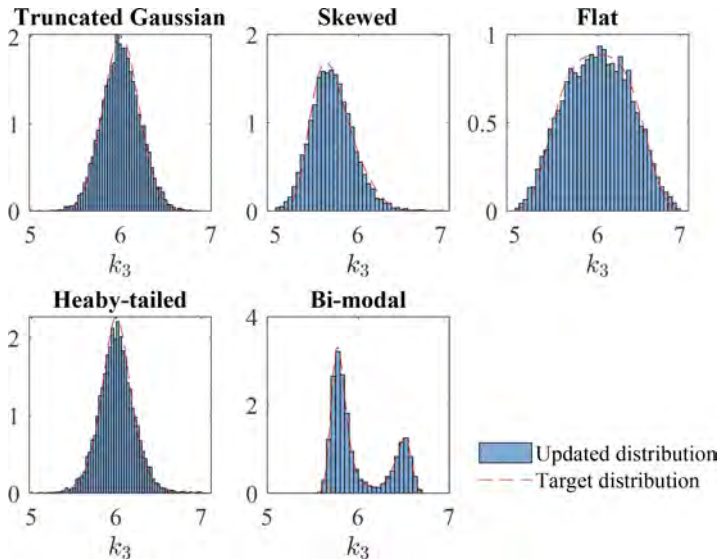 Truncated Gaussian
Skewed
Flat
2
1
0
5
6
7
k3
2
1
0
5
6
7
k3
1
0.5
0
5
6
7
k3
Heaby-tailed
Bi-modal
2
1
0
5
6
7
k3
4
2
0
5
6
7
k3
Updated distribution
Target distribution